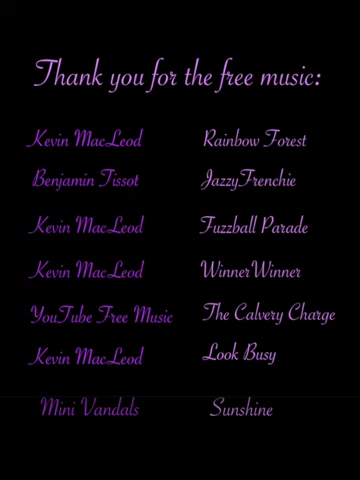 Thank you for the free music:
Kevin MacLeod Rainbow Forest
Benjamin Tissot JazzyFrenchie
Kevin MacLeod Fuzzball Parade
Kevin MacLeod WinnerWinner
YouTube Free Music The Calvery Charge
Kevin MacLeod Look Busy
Mini Vandals Sunshine